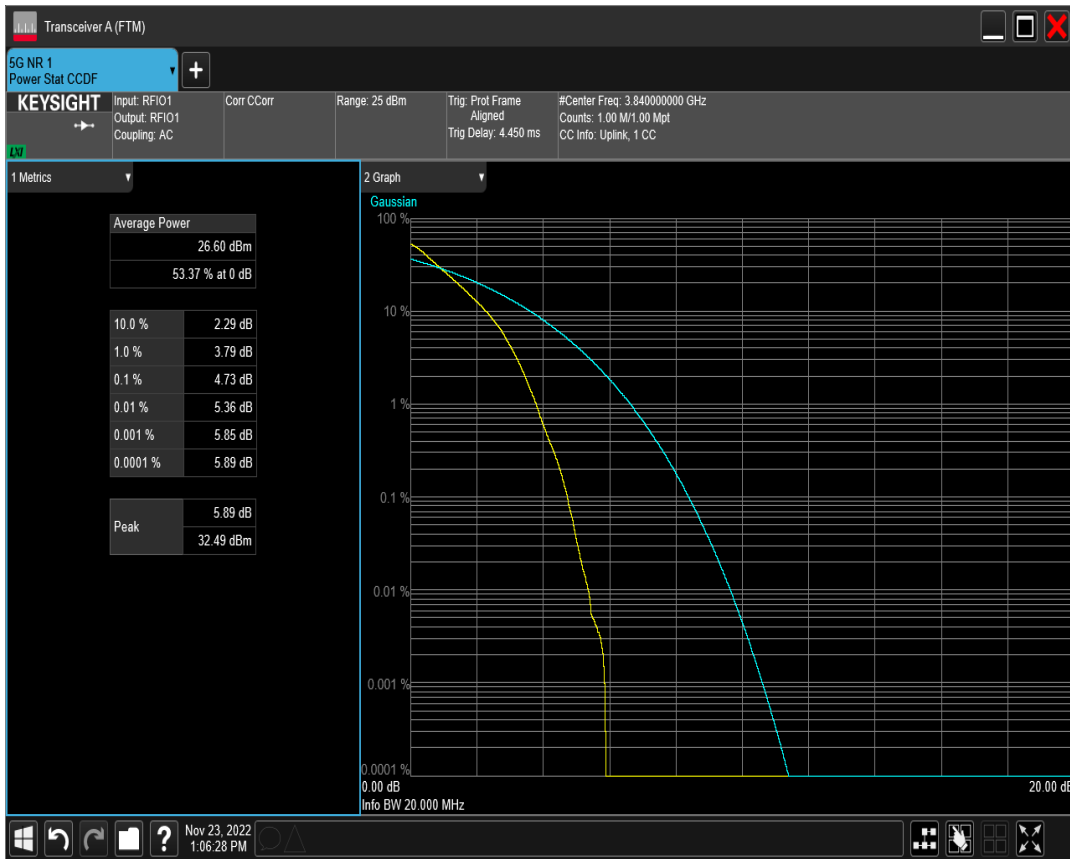 Transceiver A (FTM)
5G NR 1
Power Stat CCDF
+
KEYSIGHT
LXI
Input: RFIO1
Output: RFIO1
Coupling: AC
Corr CCorr
Range: 25 dBm
Trig: Prot Frame
Aligned
Trig Delay: 4.450 ms
#Center Freq: 3.840000000 GHz
Counts: 1.00 M/1.00 Mpt
CC Info: Uplink, 1 CC
1 Metrics
Average Power
26.60 dBm
53.37 % at 0 dB
10.0 % 2.29 dB
1.0 % 3.79 dB
0.1 % 4.73 dB
0.01 % 5.36 dB
0.001 % 5.85 dB
0.0001 % 5.89 dB
Peak
5.89 dB
32.49 dBm
2 Graph
Gaussian
100 %
10 %
1 %
0.1 %
0.01 %
0.001 %
0.0001 %
0.00 dB 20.00 dB
Info BW 20.000 MHz
?
Nov 23, 2022
1:06:28 PM